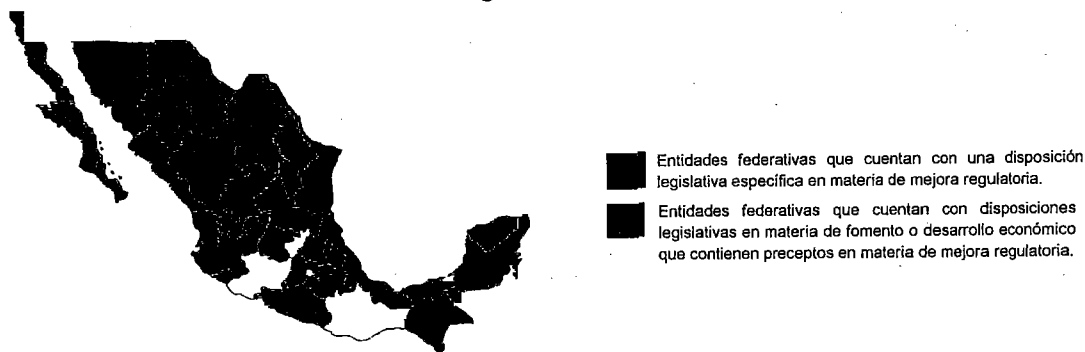 Entidades federativas que cuentan con una disposición
legislativa específica en materia de mejora regulatoria.
Entidades federativas que cuentan con disposiciones
legislativas en materia de fomento o desarrollo económico
que contienen preceptos en materia de mejora regulatoria.